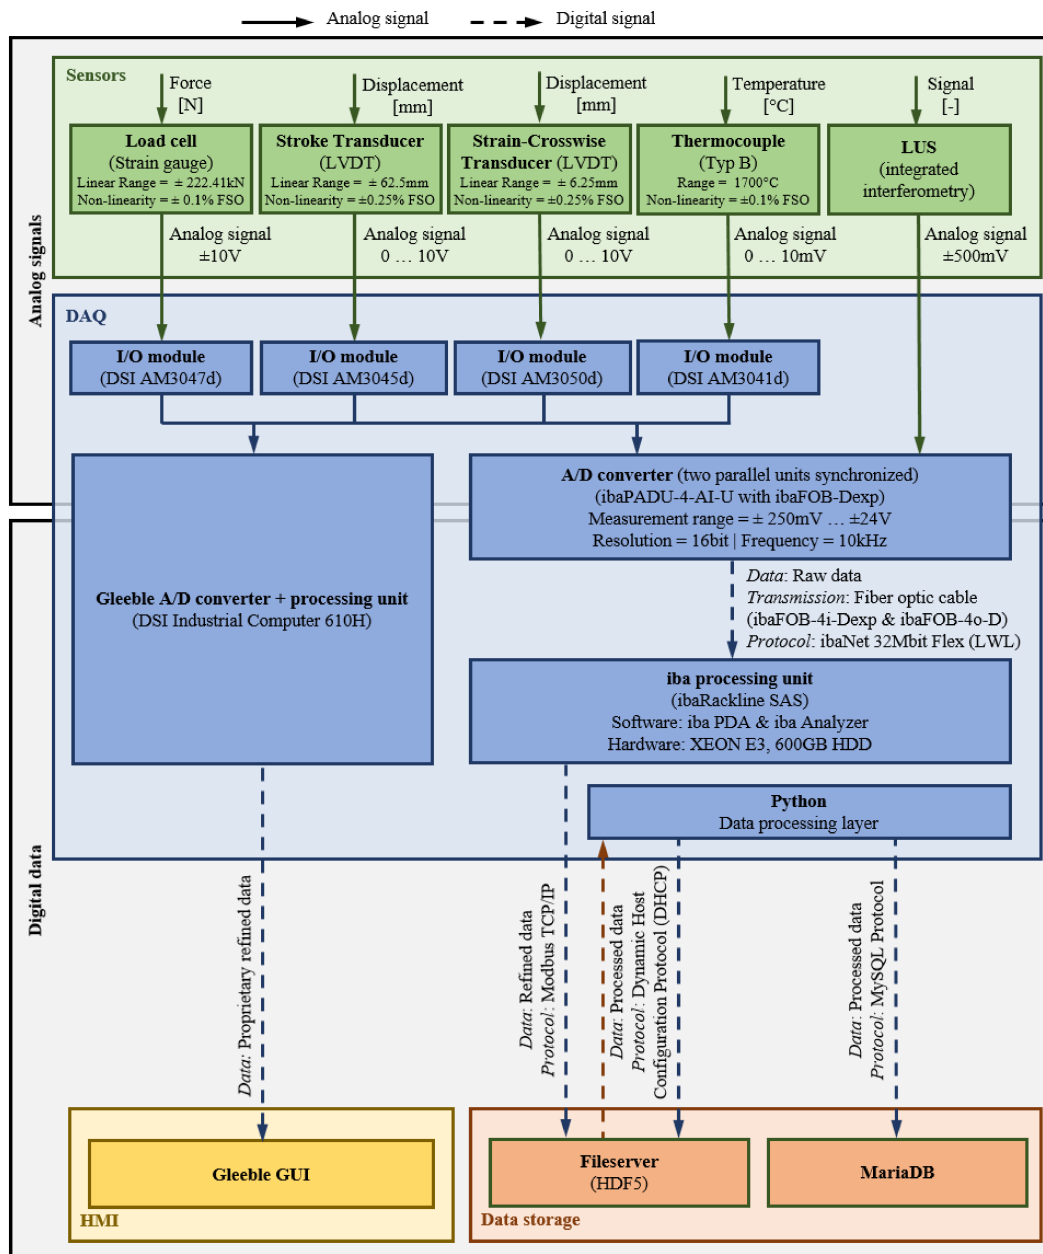 Analog signal
Digital signal
Analog signals
Digital data
Sensors
Force
[N]
Displacement
[mm]
Displacement
[mm]
Temperature
[°C]
Signal
[-]
Load cell
(Strain gauge)
Linear Range = ± 222.41kN
Non-linearity = ± 0.1% FSO
Stroke Transducer
(LVDT)
Linear Range = ± 62.5mm
Non-linearity = ±0.25% FSO
Strain-Crosswise
Transducer (LVDT)
Linear Range = ± 6.25mm
Non-linearity = ±0.25% FSO
Thermocouple
(Typ B)
Range = 1700°C
Non-linearity = ±0.1% FSO
LUS
(integrated
interferometry)
Analog signal
±10V
Analog signal
0 … 10V
Analog signal
0 … 10V
Analog signal
0 … 10mV
Analog signal
±500mV
DAQ
I/O module
(DSI AM3047d)
I/O module
(DSI AM3045d)
I/O module
(DSI AM3050d)
I/O module
(DSI AM3041d)
Gleeble A/D converter + processing unit
(DSI Industrial Computer 610H)
A/D converter (two parallel units synchronized)
(ibaPADU-4-AI-U with ibaFOB-Dexp)
Measurement range = ± 250mV … ±24V
Resolution = 16bit | Frequency = 10kHz
Data: Raw data
Transmission: Fiber optic cable
(ibaFOB-4i-Dexp & ibaFOB-4o-D)
Protocol: ibaNet 32Mbit Flex (LWL)
iba processing unit
(ibaRackline SAS)
Software: iba PDA & iba Analyzer
Hardware: XEON E3, 600GB HDD
Python
Data processing layer
Data: Proprietary refined data
Data: Refined data
Protocol: Modbus TCP/IP
Data: Processed data
Protocol: Dynamic Host
Configuration Protocol (DHCP)
Data: Processed data
Protocol: MySQL Protocol
Gleeble GUI
HMI
Fileserver
(HDF5)
MariaDB
Data storage